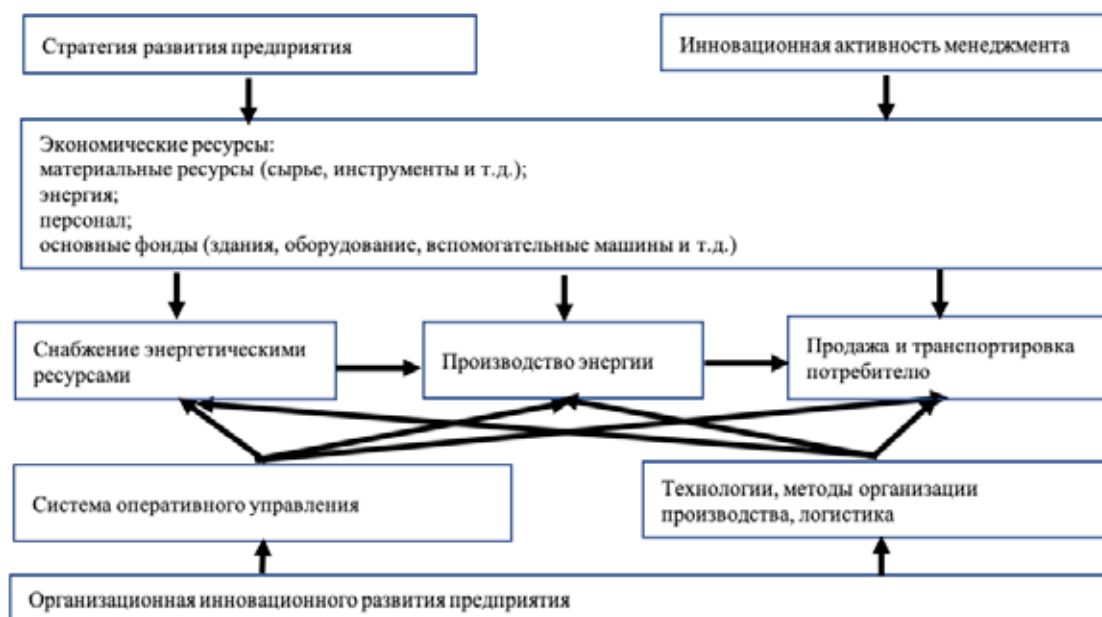 Стратегия развития предприятия
Инновационная активность менеджмента
Экономические ресурсы:
материальные ресурсы (сырье, инструменты и т.д.);
энергия;
персонал;
основные фонды (здания, оборудование, вспомогательные машины и т.д.)
Снабжение энергетическими
ресурсами
Производство энергии
Продажа и транспортировка
потребителю
Система оперативного управления
Технологии, методы организации
производства, логистика
Организационная инновационного развития предприятия